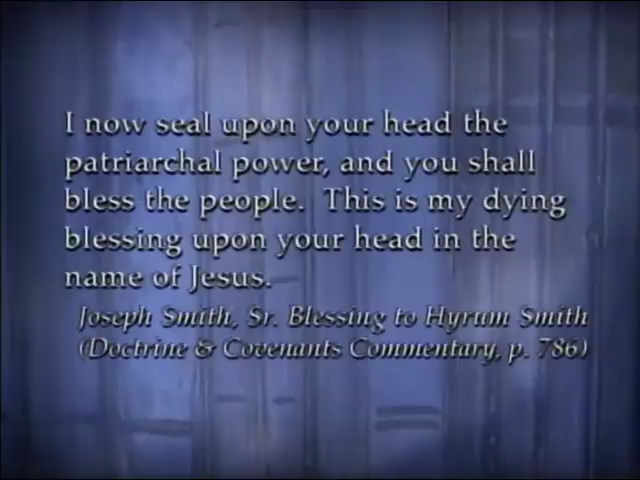 I now seal upon your head the
patriarchal power, and you shall
bless the people.  This is my dying
blessing upon your head in the
name of Jesus.
Joseph Smith, Sr. Blessing to Hyrum Smith
(Doctrine & Covenants Commentary, p. 786)